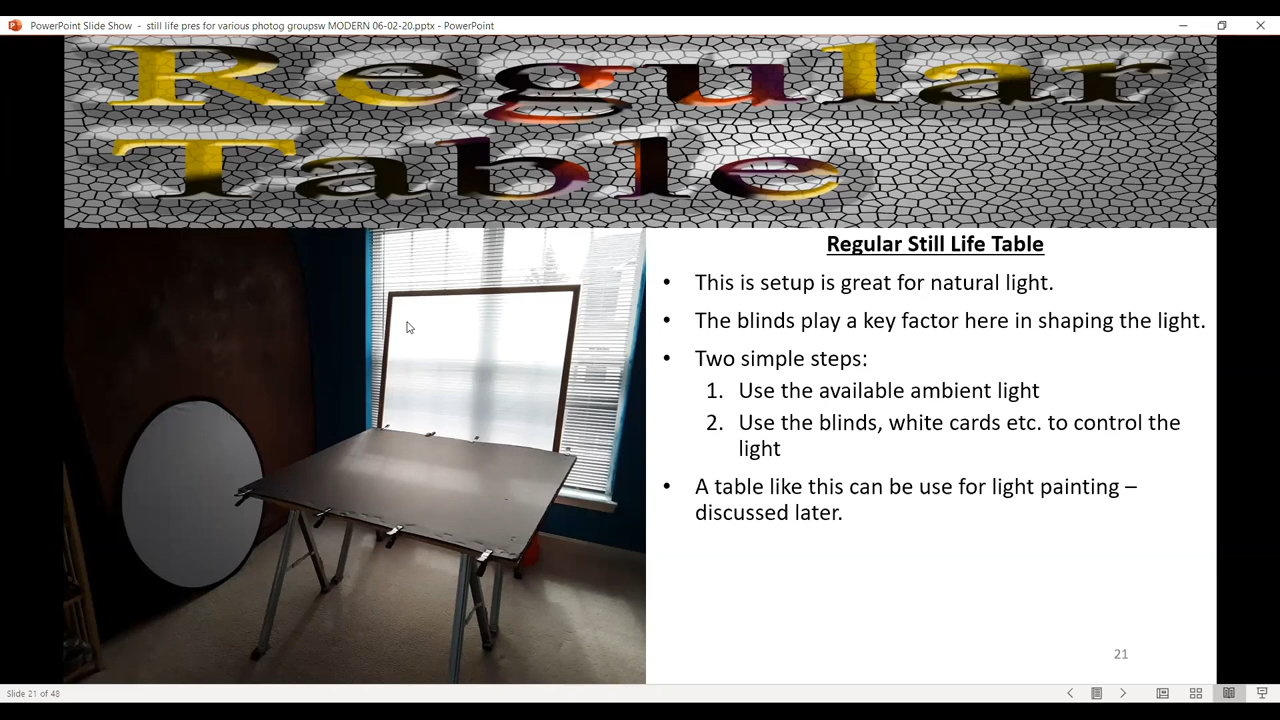 PowerPoint Slide Show - still life pres for various photog groupsw MODERN 06-02-20.pptx - PowerPoint
Regular
Table
Regular Still Life Table
• This is setup is great for natural light.
• The blinds play a key factor here in shaping the light.
• Two simple steps:
1. Use the available ambient light
2. Use the blinds, white cards etc. to control the
light
• A table like this can be use for light painting –
discussed later.
21
Slide 21 of 48